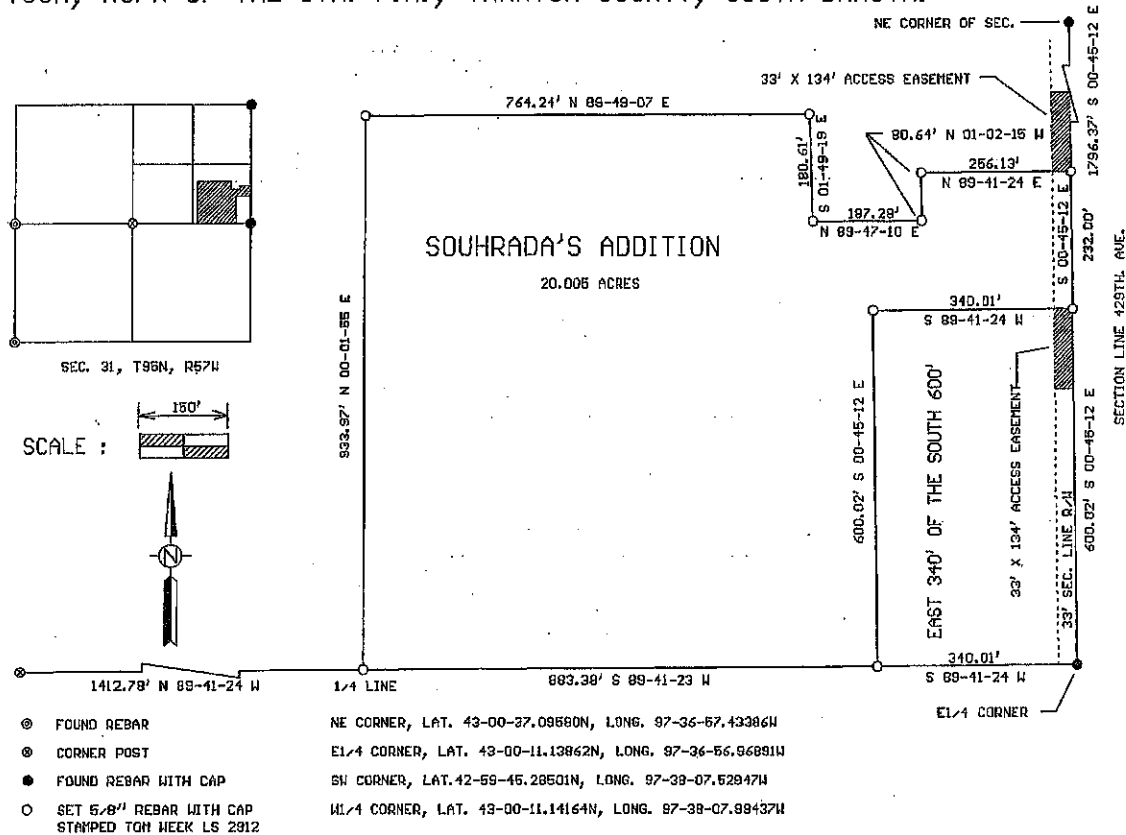 NE CORNER OF SEC.
33' X 134' ACCESS EASEMENT
764.24' N 89-49-07 E
180.61'
S 01-49-19 E
80.64' N 01-02-15 W
256.13'
N 89-41-24 E
197.29'
N 89-47-10 E
1796.37' S 00-45-12 E
S 00-45-12 E
232.00'
SECTION LINE 429TH. AVE.
SOUHRADA'S ADDITION
20.005 ACRES
933.97' N 00-01-55 E
340.01'
S 89-41-24 W
600.02' S 00-45-12 E
EAST 340' OF THE SOUTH 600'
33' X 134' ACCESS EASEMENT
33' SEC. LINE R/W
600.02' S 00-45-12 E
SEC. 31, T95N, R57W
150'
SCALE :
N
1412.78' N 89-41-24 W
1/4 LINE
883.38' S 89-41-23 W
340.01'
S 89-41-24 W
E1/4 CORNER
FOUND REBAR
CORNER POST
FOUND REBAR WITH CAP
SET 5/8" REBAR WITH CAP
STAMPED TOM WEEK LS 2912
NE CORNER, LAT. 43-00-37.09580N, LONG. 97-36-57.43386W
E1/4 CORNER, LAT. 43-00-11.13862N, LONG. 97-36-56.96891W
SW CORNER, LAT.42-59-45.28501N, LONG. 97-38-07.52947W
W1/4 CORNER, LAT. 43-00-11.14164N, LONG. 97-38-07.99437W